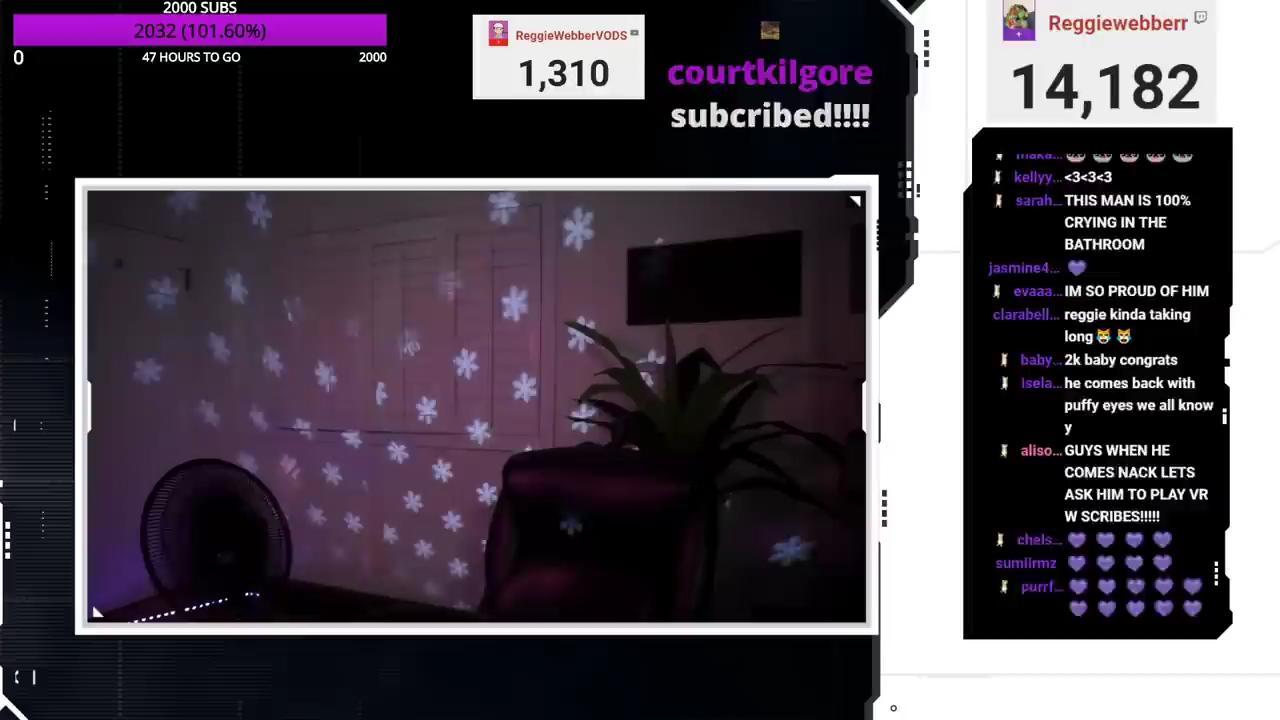 2000 SUBS
2032 (101.60%)
0
47 HOURS TO GO
2000
ReggieWebberVODS
1,310
courtkilgore
subcribed!!!!
Reggiewebberr
14,182
maka...
kellyy... <3<3<3
sarah... THIS MAN IS 100%
CRYING IN THE
BATHROOM
jasmine4...
evaaa... IM SO PROUD OF HIM
clarabell... reggie kinda taking
long
baby... 2k baby congrats
isela... he comes back with
puffy eyes we all know
y
aliso... GUYS WHEN HE
COMES NACK LETS
ASK HIM TO PLAY VR
W SCRIBES!!!!!
chels...
sumiirmz
purrf...